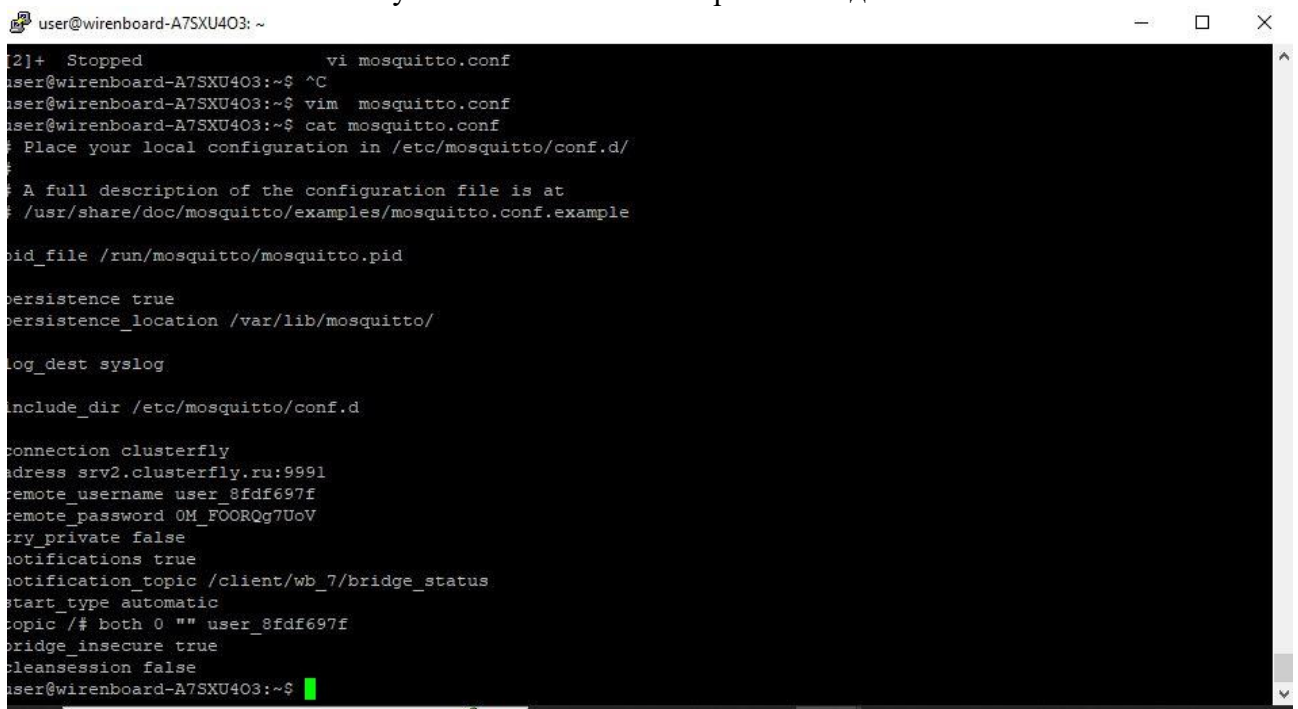 user@wirenboard-A7SXU4O3: ~
[2]+ Stopped vi mosquitto.conf
user@wirenboard-A7SXU4O3:~$ ^C
user@wirenboard-A7SXU4O3:~$ vim mosquitto.conf
user@wirenboard-A7SXU4O3:~$ cat mosquitto.conf
# Place your local configuration in /etc/mosquitto/conf.d/
#
# A full description of the configuration file is at
# /usr/share/doc/mosquitto/examples/mosquitto.conf.example
pid_file /run/mosquitto/mosquitto.pid
persistence true
persistence_location /var/lib/mosquitto/
log_dest syslog
include_dir /etc/mosquitto/conf.d
connection clusterfly
adress srv2.clusterfly.ru:9991
remote_username user_8fdf697f
remote_password 0M_FOORQg7UoV
try_private false
notifications true
notification_topic /client/wb_7/bridge_status
start_type automatic
topic /# both 0 "" user_8fdf697f
bridge_insecure true
cleansession false
user@wirenboard-A7SXU4O3:~$